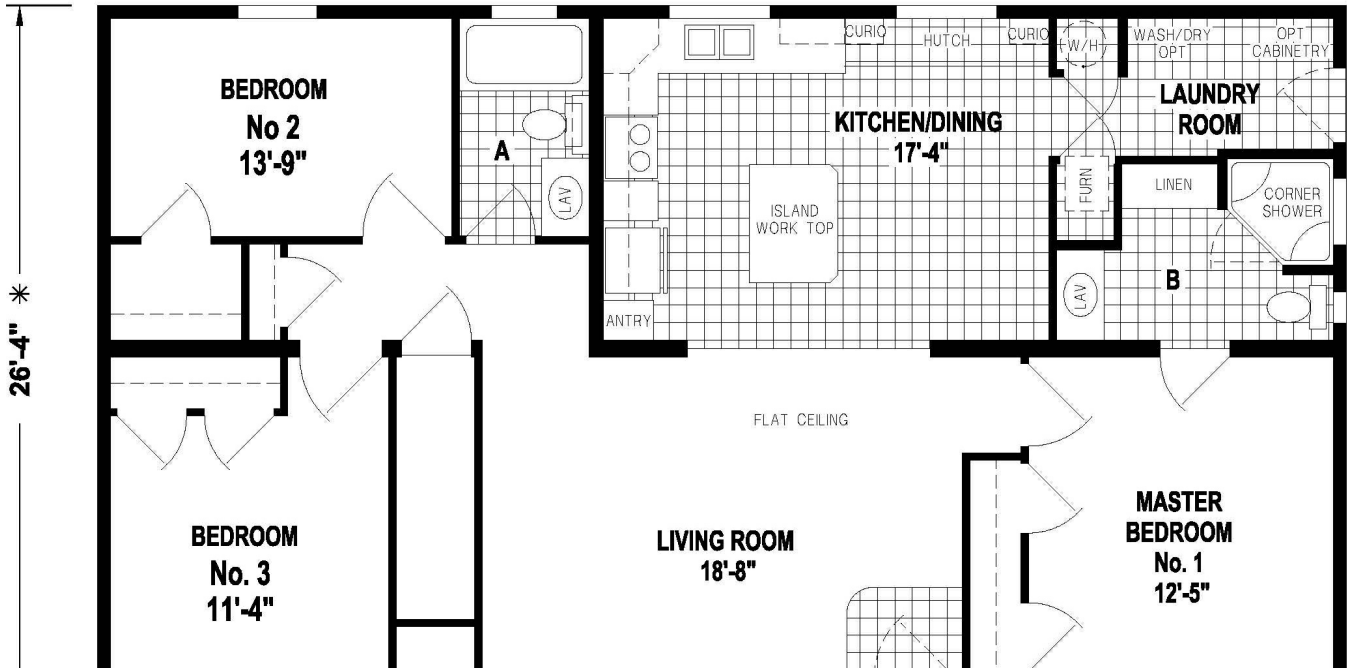 26'-4" *
BEDROOM
No 2
13'-9"
A
LAV
CURIO
HUTCH
CURIO
W/H
WASH/DRY
OPT
OPT
CABINETRY
LAUNDRY
ROOM
KITCHEN/DINING
17'-4"
ISLAND
WORK TOP
FURN
LINEN
CORNER
SHOWER
B
LAV
ANTRY
FLAT CEILING
BEDROOM
No. 3
11'-4"
LIVING ROOM
18'-8"
MASTER
BEDROOM
No. 1
12'-5"